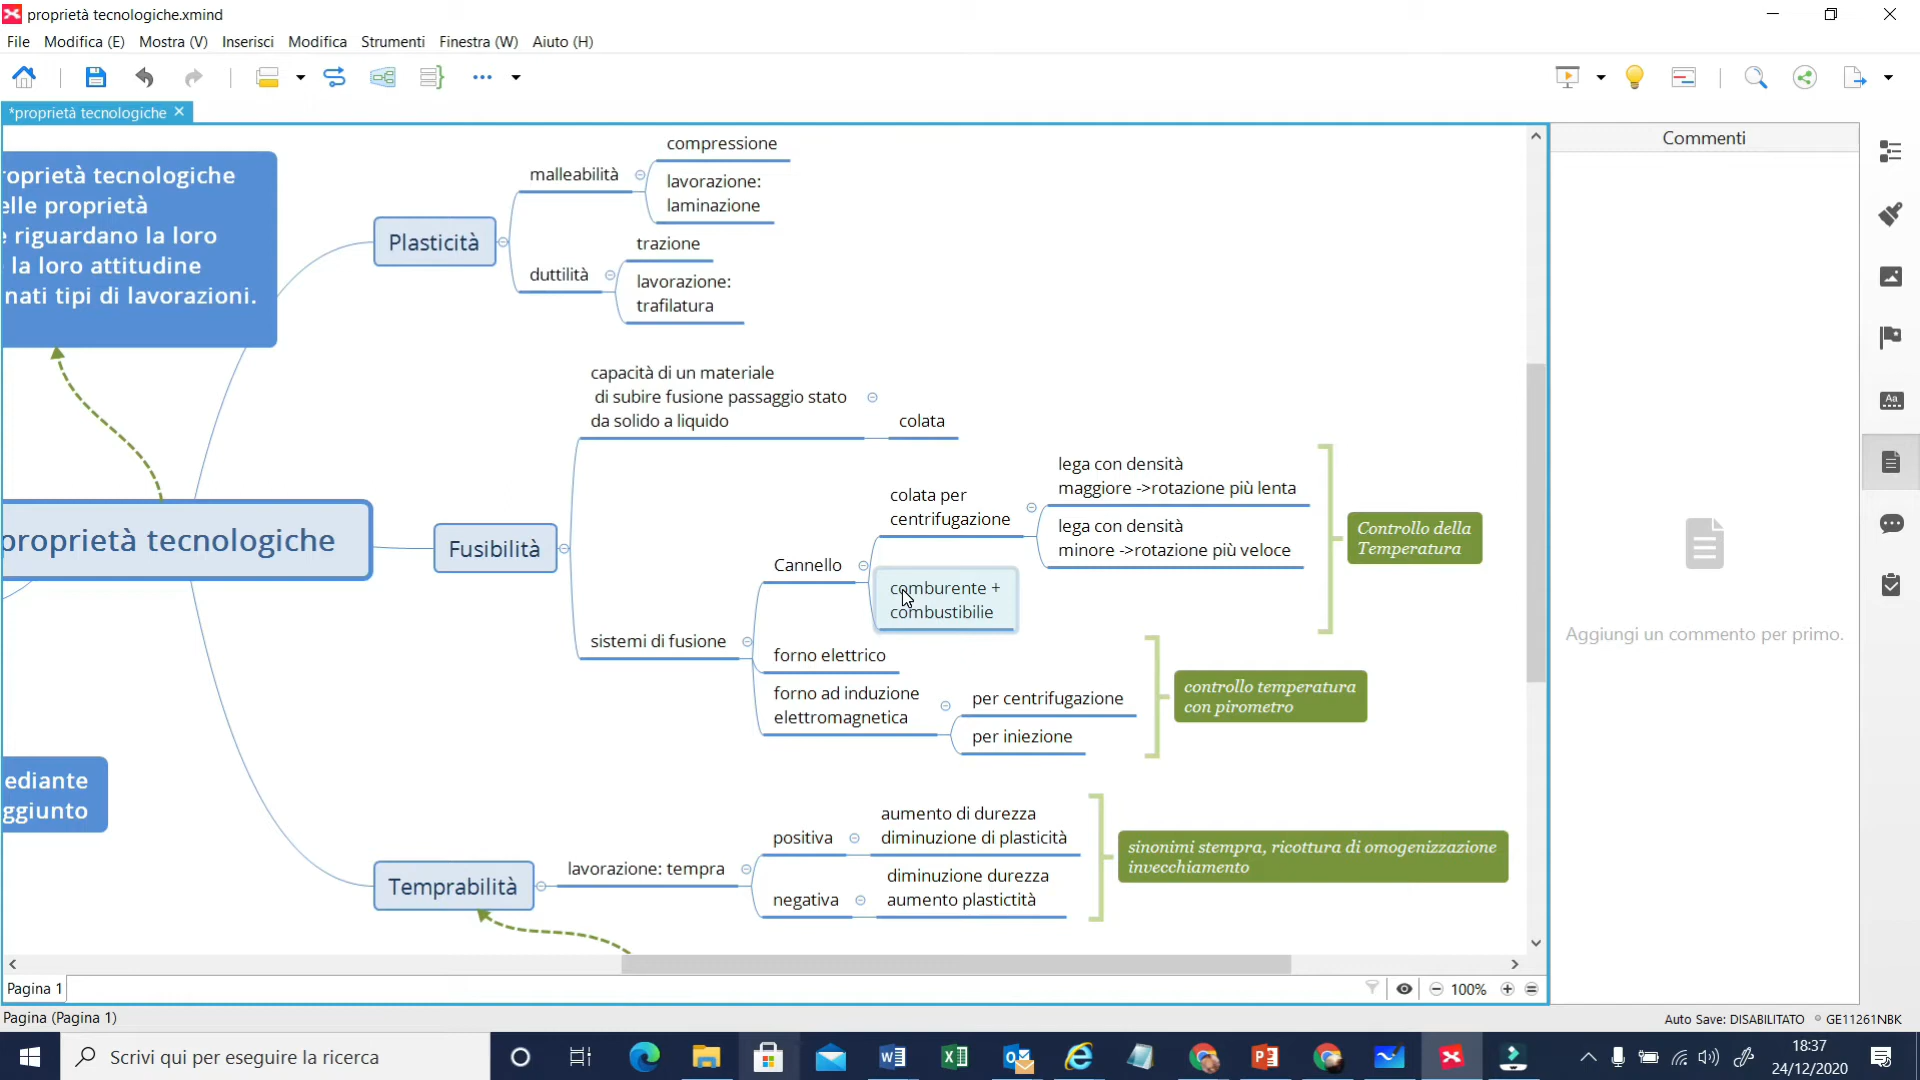 proprietà tecnologiche.xmind
File Modifica (E) Mostra (V) Inserisci Modifica Strumenti Finestra (W) Aiuto (H)
*proprietà tecnologiche
Commenti
roprietà tecnologiche
elle proprietà
e riguardano la loro
la loro attitudine
nati tipi di lavorazioni.
Plasticità
malleabilità
compressione
lavorazione:
laminazione
duttilità
trazione
lavorazione:
trafilatura
proprietà tecnologiche
Fusibilità
capacità di un materiale
di subire fusione passaggio stato
da solido a liquido
colata
sistemi di fusione
Cannello
colata per
centrifugazione
lega con densità
maggiore ->rotazione più lenta
lega con densità
minore ->rotazione più veloce
Controllo della
Temperatura
comburente +
combustibilie
forno elettrico
forno ad induzione
elettromagnetica
per centrifugazione
per iniezione
controllo temperatura
con pirometro
ediante
ggiunto
Temprabilità
lavorazione: tempra
positiva
aumento di durezza
diminuzione di plasticità
negativa
diminuzione durezza
aumento plastictità
sinonimi stempra, ricottura di omogenizzazione
invecchiamento
Aggiungi un commento per primo.
Pagina 1
100%
Pagina (Pagina 1)
Auto Save: DISABILITATO
GE11261NBK
Scrivi qui per eseguire la ricerca
18:37
24/12/2020